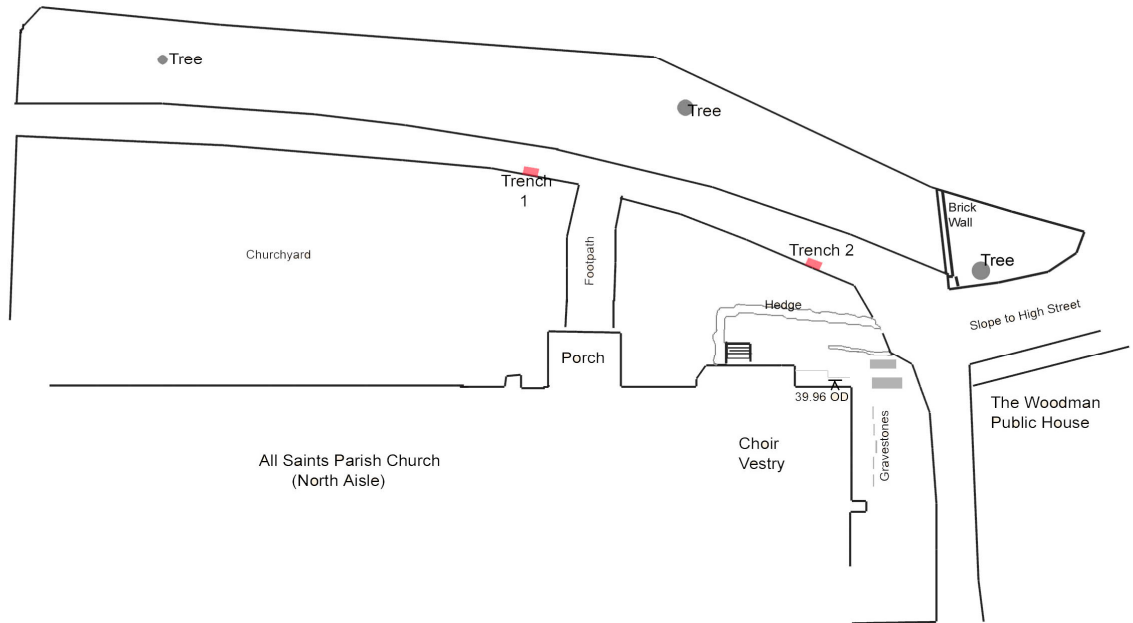 Tree
Tree
Trench
1
Brick
Wall
Trench 2
Churchyard
Footpath
Tree
Hedge
Slope to High Street
Porch
39.96 OD
The Woodman
Public House
Gravestones
Choir
Vestry
All Saints Parish Church
(North Aisle)